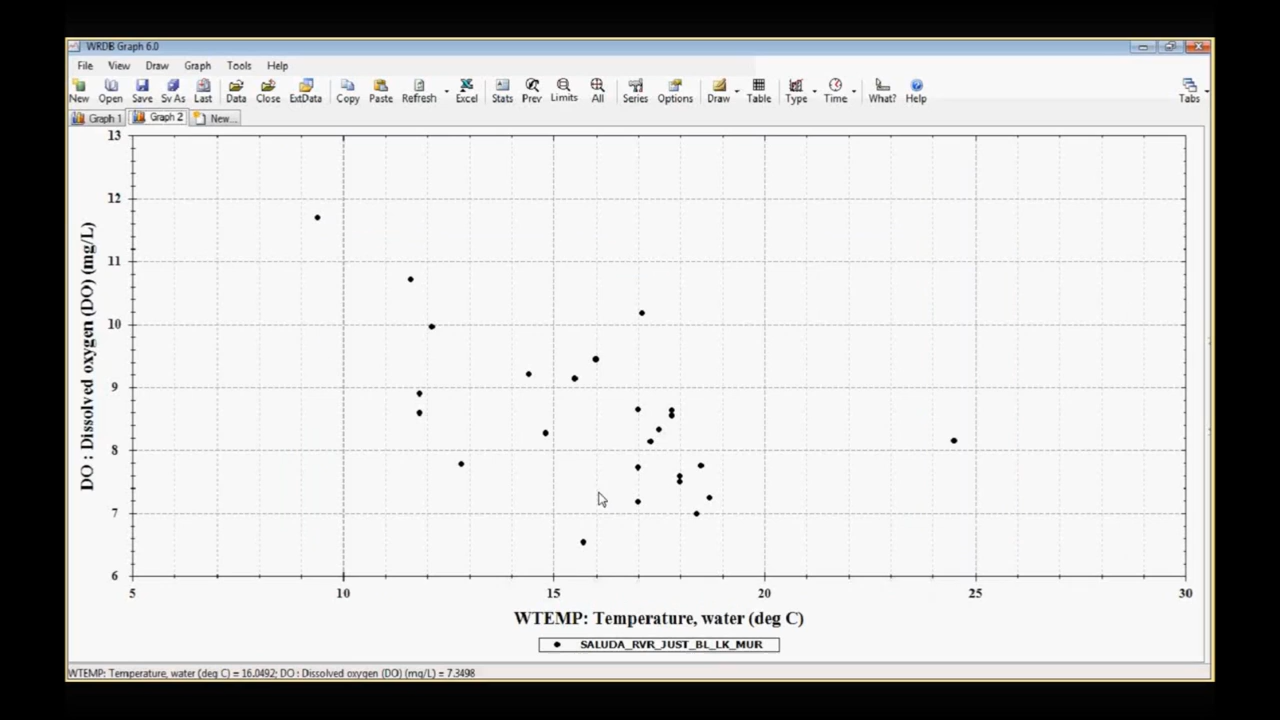 WRDB Graph 6.0
File View Draw Graph Tools Help
New Open Save Sv As Last Data Close ExtData Copy Paste Refresh Excel Stats Prev Limits All Series Options Draw Table Type Time What? Help Tabs
Graph 1 Graph 2 New...
13
12
11
10
9
8
7
6
DO : Dissolved oxygen (DO) (mg/L)
5 10 15 20 25 30
WTEMP: Temperature, water (deg C)
SALUDA_RVR_JUST_BL_LK_MUR
WTEMP: Temperature, water (deg C) = 16.0492; DO : Dissolved oxygen (DO) (mg/L) = 7.3498